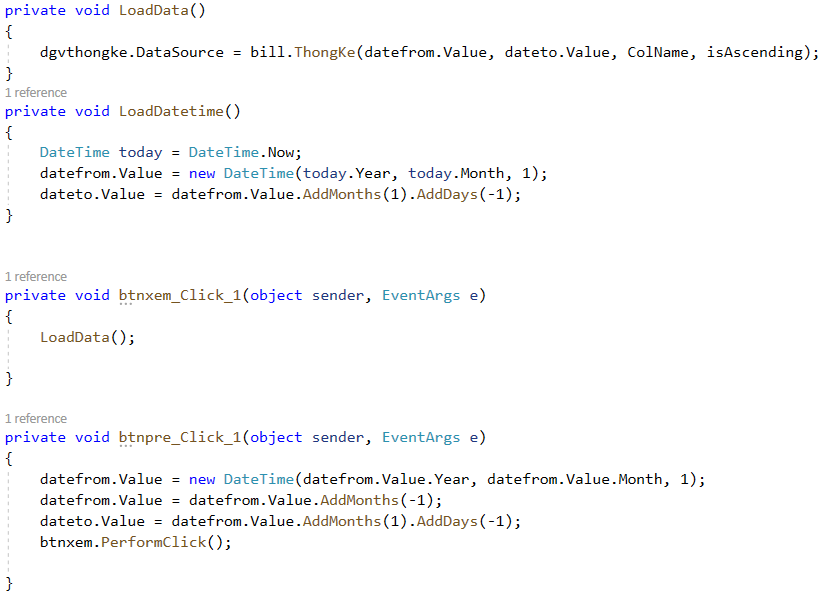 private void LoadData()
{
    dgvthongke.DataSource = bill.ThongKe(datefrom.Value, dateto.Value, ColName, isAscending);
}
1 reference
private void LoadDatetime()
{
    DateTime today = DateTime.Now;
    datefrom.Value = new DateTime(today.Year, today.Month, 1);
    dateto.Value = datefrom.Value.AddMonths(1).AddDays(-1);
}
1 reference
private void btnxem_Click_1(object sender, EventArgs e)
{
    LoadData();
}
1 reference
private void btnpre_Click_1(object sender, EventArgs e)
{
    datefrom.Value = new DateTime(datefrom.Value.Year, datefrom.Value.Month, 1);
    datefrom.Value = datefrom.Value.AddMonths(-1);
    dateto.Value = datefrom.Value.AddMonths(1).AddDays(-1);
    btnxem.PerformClick();
}